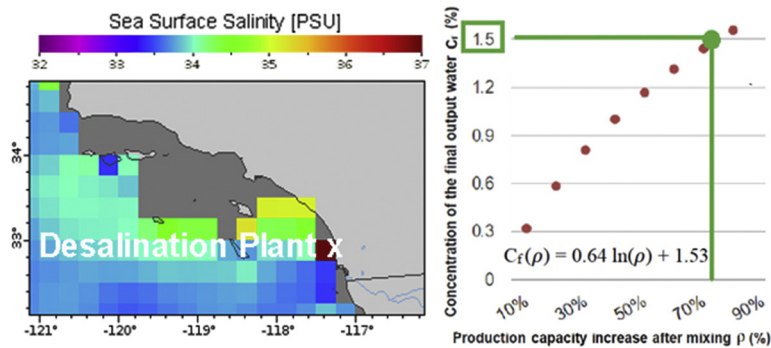 Sea Surface Salinity [PSU]
32 33 34 35 36 37
34°
33°
Desalination Plant x
-121° -120° -119° -118° -117°
Concentration of the final output water Cf (%)
1.5
1.2
0.9
0.6
0.3
0
Cf(ρ) = 0.64 ln(ρ) + 1.53
10% 30% 50% 70% 90%
Production capacity increase after mixing ρ (%)